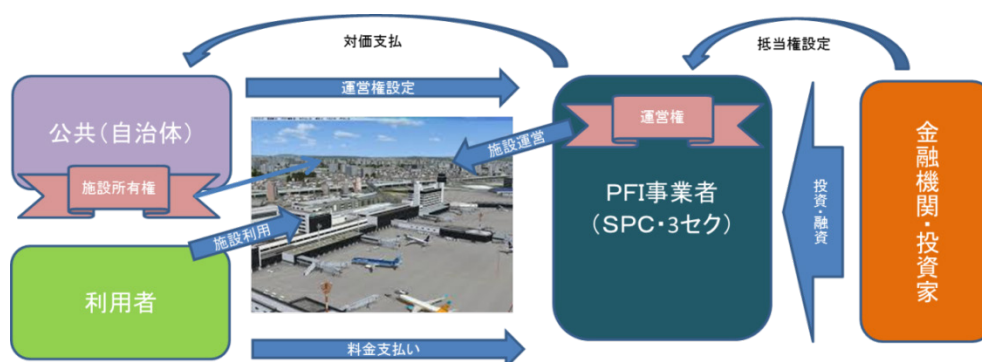 対価支払
抵当権設定
運営権設定
公共(自治体)
施設所有権
運営権
施設運営
PFI事業者
(SPC・3セク)
投資・融資
金融機関・投資家
施設利用
利用者
料金支払い